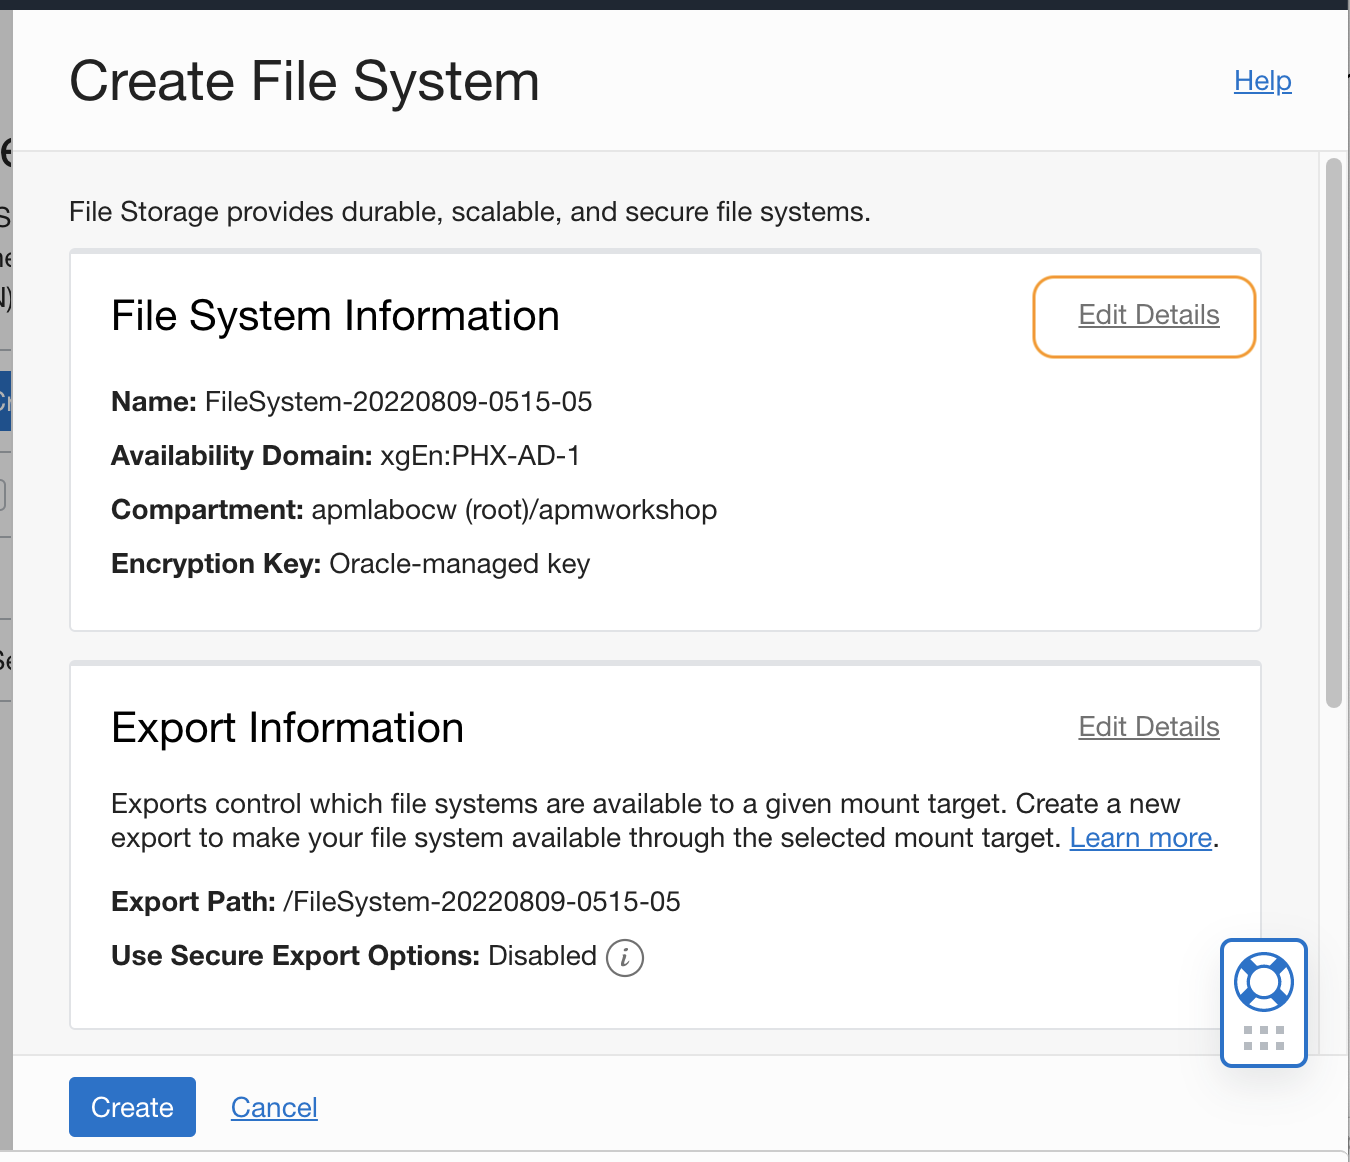 Create File System
Help
File Storage provides durable, scalable, and secure file systems.
File System Information
Edit Details
Name: FileSystem-20220809-0515-05
Availability Domain: xgEn:PHX-AD-1
Compartment: apmlabocw (root)/apmworkshop
Encryption Key: Oracle-managed key
Export Information
Edit Details
Exports control which file systems are available to a given mount target. Create a new
export to make your file system available through the selected mount target. Learn more.
Export Path: /FileSystem-20220809-0515-05
Use Secure Export Options: Disabled i
Create
Cancel